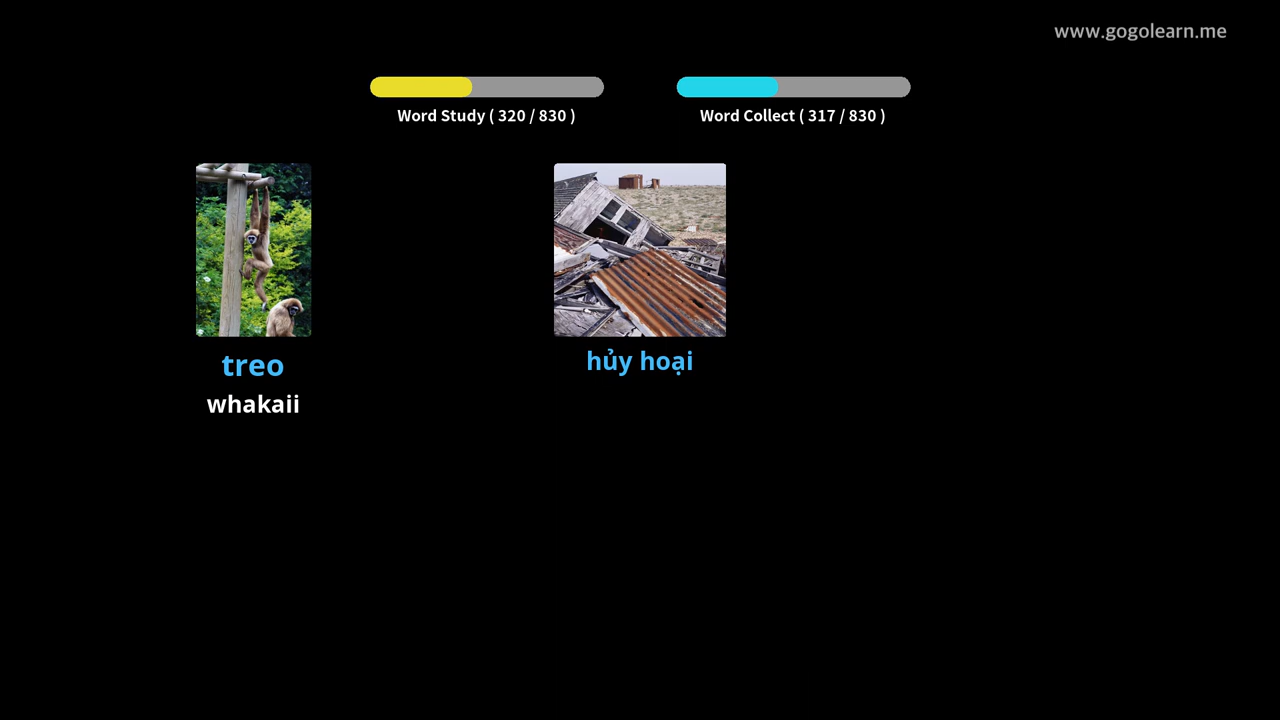 www.gogolearn.me
Word Study ( 320 / 830 )
Word Collect ( 317 / 830 )
treo
whakaii
hủy hoại